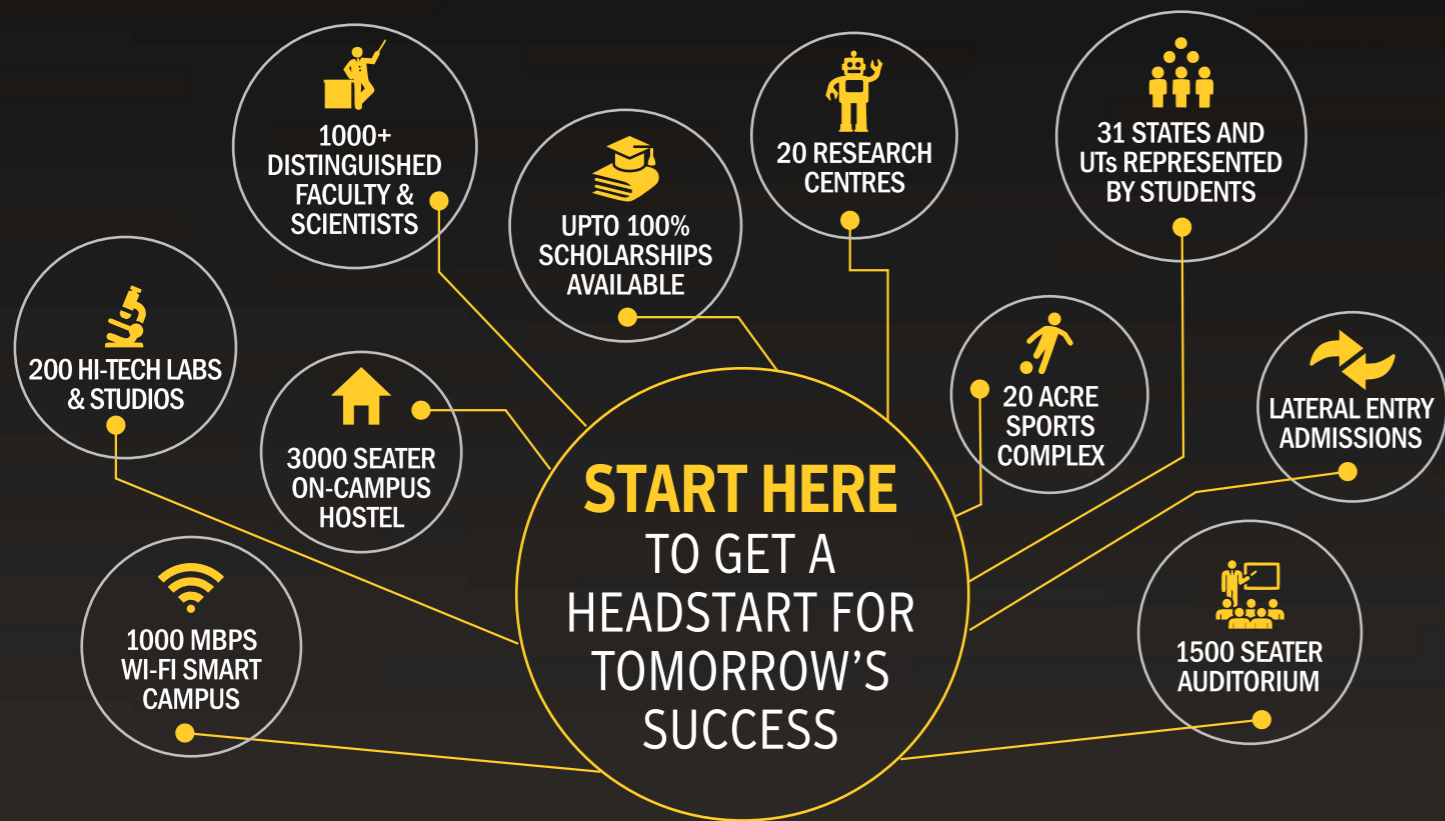 1000+
DISTINGUISHED
FACULTY &
SCIENTISTS
UPTO 100%
SCHOLARSHIPS
AVAILABLE
20 RESEARCH
CENTRES
31 STATES AND
UTs REPRESENTED
BY STUDENTS
200 HI-TECH LABS
& STUDIOS
3000 SEATER
ON-CAMPUS
HOSTEL
20 ACRE
SPORTS
COMPLEX
LATERAL ENTRY
ADMISSIONS
1000 MBPS
WI-FI SMART
CAMPUS
START HERE
TO GET A
HEADSTART FOR
TOMORROW'S
SUCCESS
1500 SEATER
AUDITORIUM